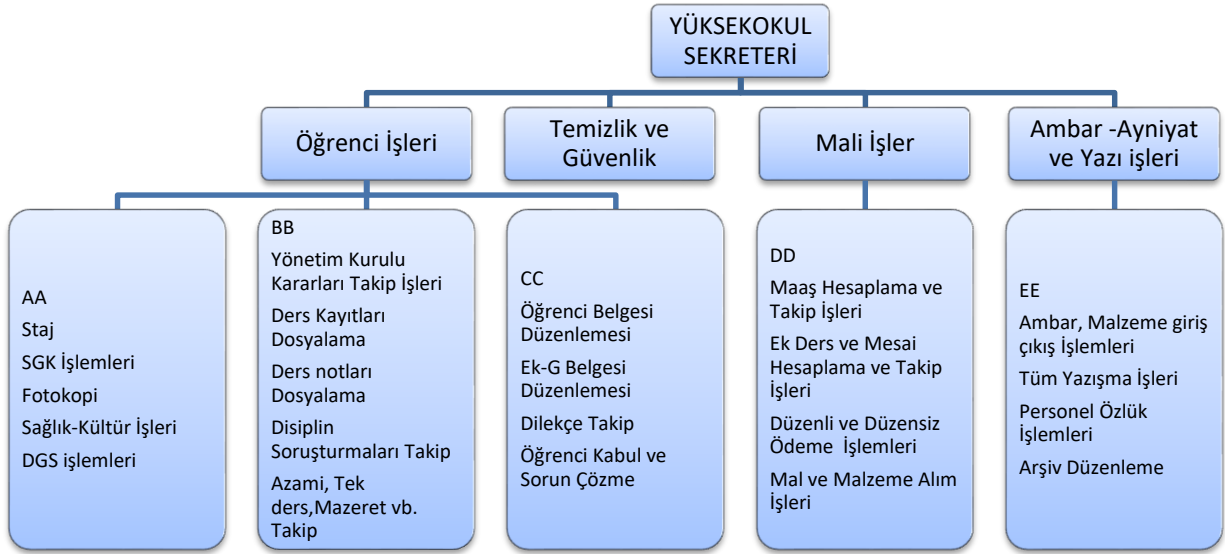 YÜKSEKOKUL
SEKRETERİ
Öğrenci İşleri
Temizlik ve
Güvenlik
Mali İşler
Ambar -Ayniyat
ve Yazı işleri
AA
Staj
SGK İşlemleri
Fotokopi
Sağlık-Kültür İşleri
DGS işlemleri
BB
Yönetim Kurulu
Kararları Takip İşleri
Ders Kayıtları
Dosyalama
Ders notları
Dosyalama
Disiplin
Soruşturmaları Takip
Azami, Tek
ders,Mazeret vb.
Takip
CC
Öğrenci Belgesi
Düzenlemesi
Ek-G Belgesi
Düzenlemesi
Dilekçe Takip
Öğrenci Kabul ve
Sorun Çözme
DD
Maaş Hesaplama ve
Takip İşleri
Ek Ders ve Mesai
Hesaplama ve Takip
İşleri
Düzenli ve Düzensiz
Ödeme  İşlemleri
Mal ve Malzeme Alım
İşleri
EE
Ambar, Malzeme giriş
çıkış İşlemleri
Tüm Yazışma İşleri
Personel Özlük
İşlemleri
Arşiv Düzenleme